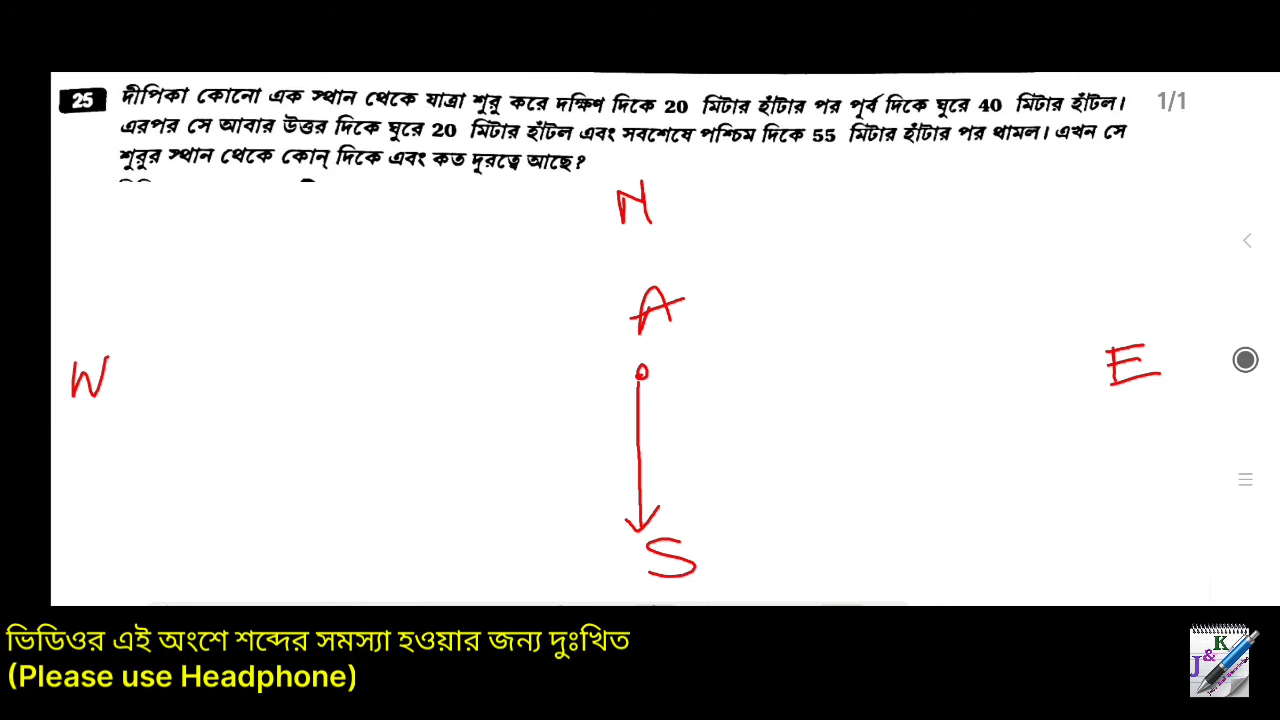 25 দীপিকা কোনো এক স্থান থেকে যাত্রা শুরু করে দক্ষিণ দিকে 20 মিটার হাঁটার পর পূর্ব দিকে ঘুরে 40 মিটার হাঁটল।
এরপর সে আবার উত্তর দিকে ঘুরে 20 মিটার হাঁটল এবং সবশেষে পশ্চিম দিকে 55 মিটার হাঁটার পর থামল। এখন সে
শুরুর স্থান থেকে কোন্ দিকে এবং কত দূরত্বে আছে?
1/1
N
A
W
E
S
ভিডিওর এই অংশে শব্দের সমস্যা হওয়ার জন্য দুঃখিত
(Please use Headphone)
J&K